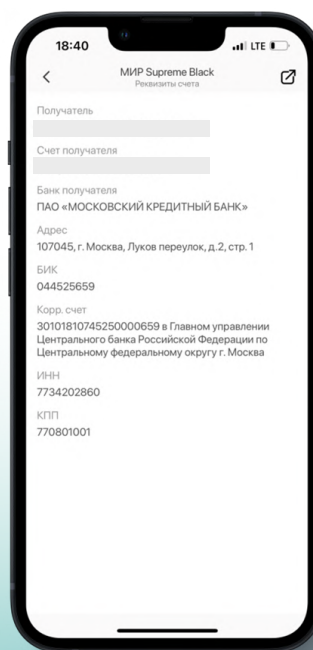 18:40
LTE
МИР Supreme Black
Реквизиты счета
Получатель
Счет получателя
Банк получателя
ПАО «МОСКОВСКИЙ КРЕДИТНЫЙ БАНК»
Адрес
107045, г. Москва, Луков переулок, д.2, стр. 1
БИК
044525659
Корр. счет
30101810745250000659 в Главном управлении
Центрального банка Российской Федерации по
Центральному федеральному округу г. Москва
ИНН
7734202860
КПП
770801001